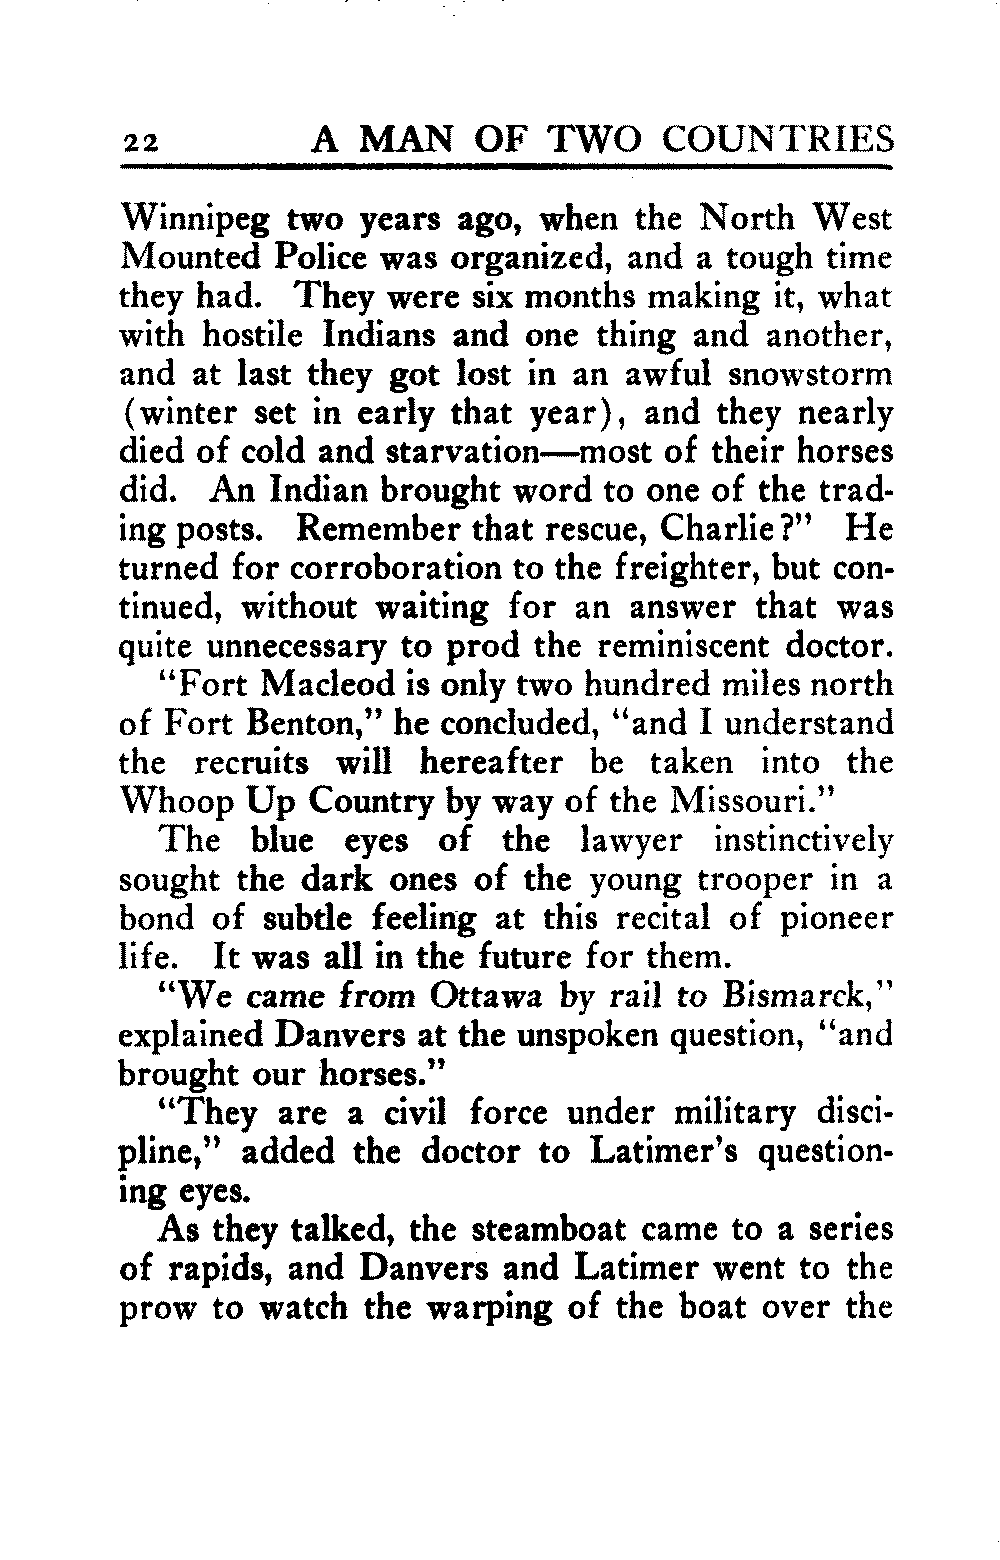 22 A MAN OF TWO COUNTRIES
Winnipeg two years ago, when the North West
Mounted Police was organized, and a tough time
they had. They were six months making it, what
with hostile Indians and one thing and another,
and at last they got lost in an awful snowstorm
(winter set in early that year), and they nearly
died of cold and starvation—most of their horses
did. An Indian brought word to one of the trad-
ing posts. Remember that rescue, Charlie?" He
turned for corroboration to the freighter, but con-
tinued, without waiting for an answer that was
quite unnecessary to prod the reminiscent doctor.
"Fort Macleod is only two hundred miles north
of Fort Benton," he concluded, "and I understand
the recruits will hereafter be taken into the
Whoop Up Country by way of the Missouri."
The blue eyes of the lawyer instinctively
sought the dark ones of the young trooper in a
bond of subtle feeling at this recital of pioneer
life. It was all in the future for them.
"We came from Ottawa by rail to Bismarck,"
explained Danvers at the unspoken question, "and
brought our horses."
"They are a civil force under military disci-
pline," added the doctor to Latimer's question-
ing eyes.
As they talked, the steamboat came to a series
of rapids, and Danvers and Latimer went to the
prow to watch the warping of the boat over the